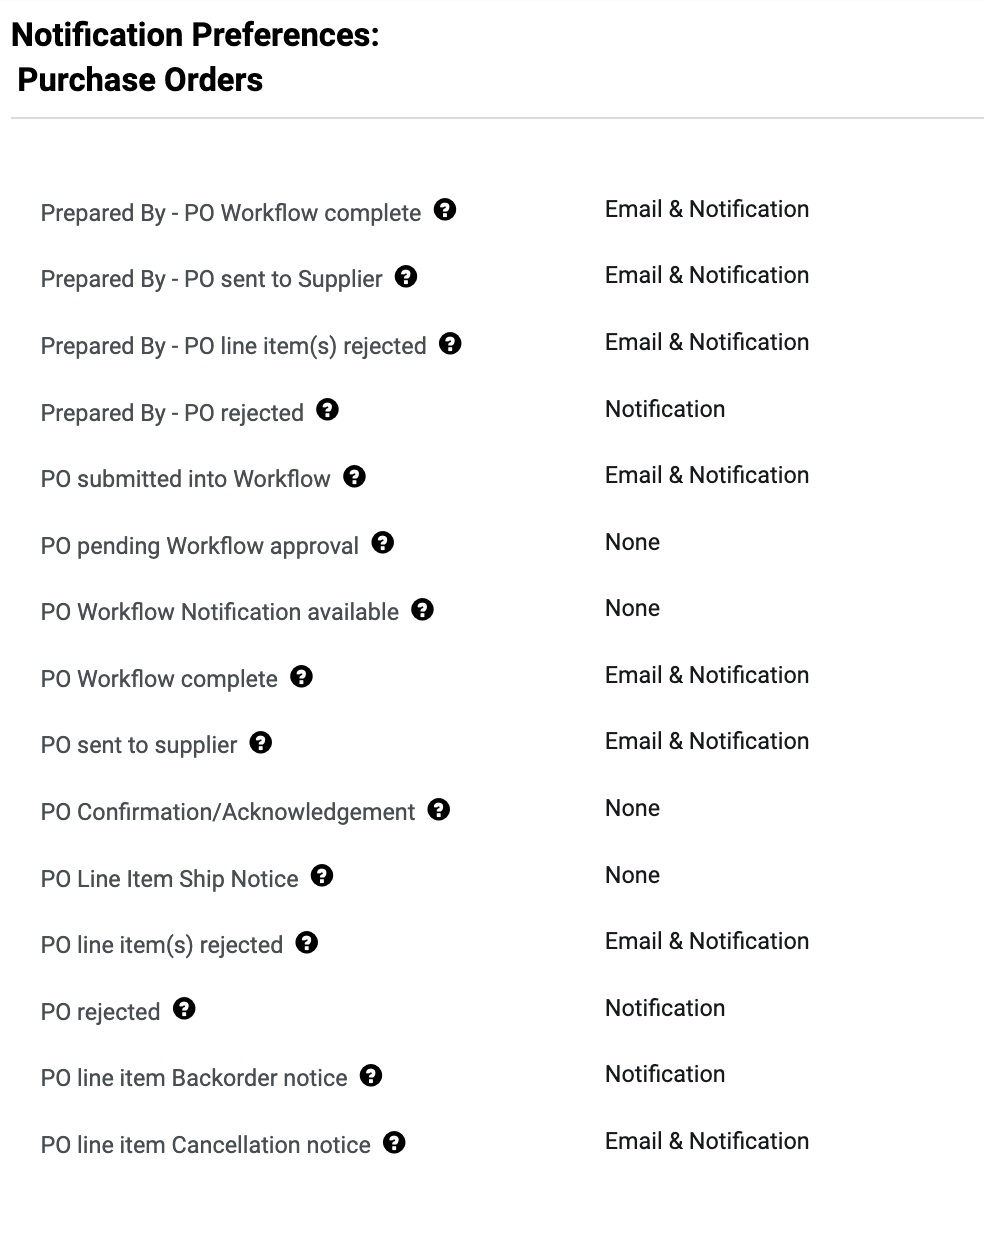 Notification Preferences:
Purchase Orders
Prepared By - PO Workflow complete ? Email & Notification
Prepared By - PO sent to Supplier ? Email & Notification
Prepared By - PO line item(s) rejected ? Email & Notification
Prepared By - PO rejected ? Notification
PO submitted into Workflow ? Email & Notification
PO pending Workflow approval ? None
PO Workflow Notification available ? None
PO Workflow complete ? Email & Notification
PO sent to supplier ? Email & Notification
PO Confirmation/Acknowledgement ? None
PO Line Item Ship Notice ? None
PO line item(s) rejected ? Email & Notification
PO rejected ? Notification
PO line item Backorder notice ? Notification
PO line item Cancellation notice ? Email & Notification